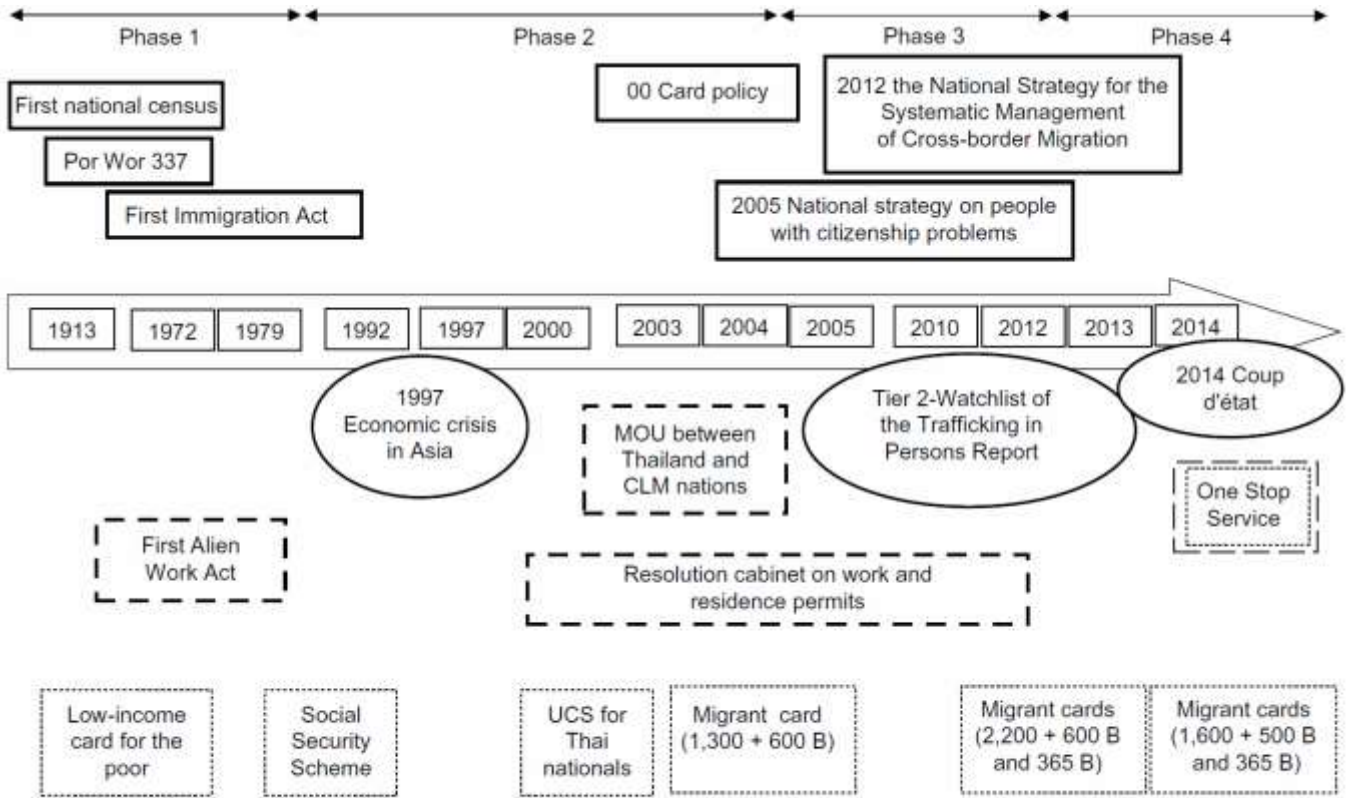 Phase 1
Phase 2
Phase 3
Phase 4
First national census
Por Wor 337
First Immigration Act
00 Card policy
2012 the National Strategy for the
Systematic Management
of Cross-border Migration
2005 National strategy on people
with citizenship problems
1913
1972
1979
1992
1997
2000
2003
2004
2005
2010
2012
2013
2014
1997
Economic crisis
in Asia
MOU between
Thailand and
CLM nations
Tier 2-Watchlist of
the Trafficking in
Persons Report
2014 Coup
d'état
One Stop
Service
First Alien
Work Act
Resolution cabinet on work and
residence permits
Low-income
card for the
poor
Social
Security
Scheme
UCS for
Thai
nationals
Migrant card
(1,300 + 600 B)
Migrant cards
(2,200 + 600 B
and 365 B)
Migrant cards
(1,600 + 500 B
and 365 B)